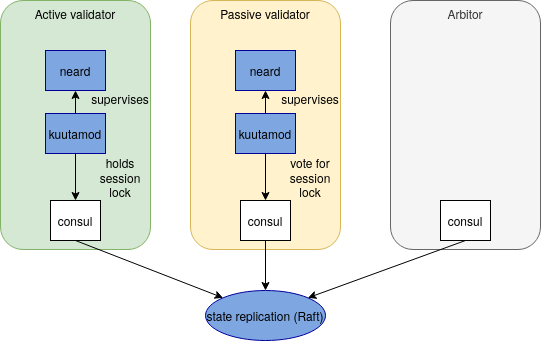 Active validator
Passive validator
Arbitor
neard
neard
supervises
supervises
kuutamod
kuutamod
holds
session
lock
vote for
session
lock
consul
consul
consul
state replication (Raft)